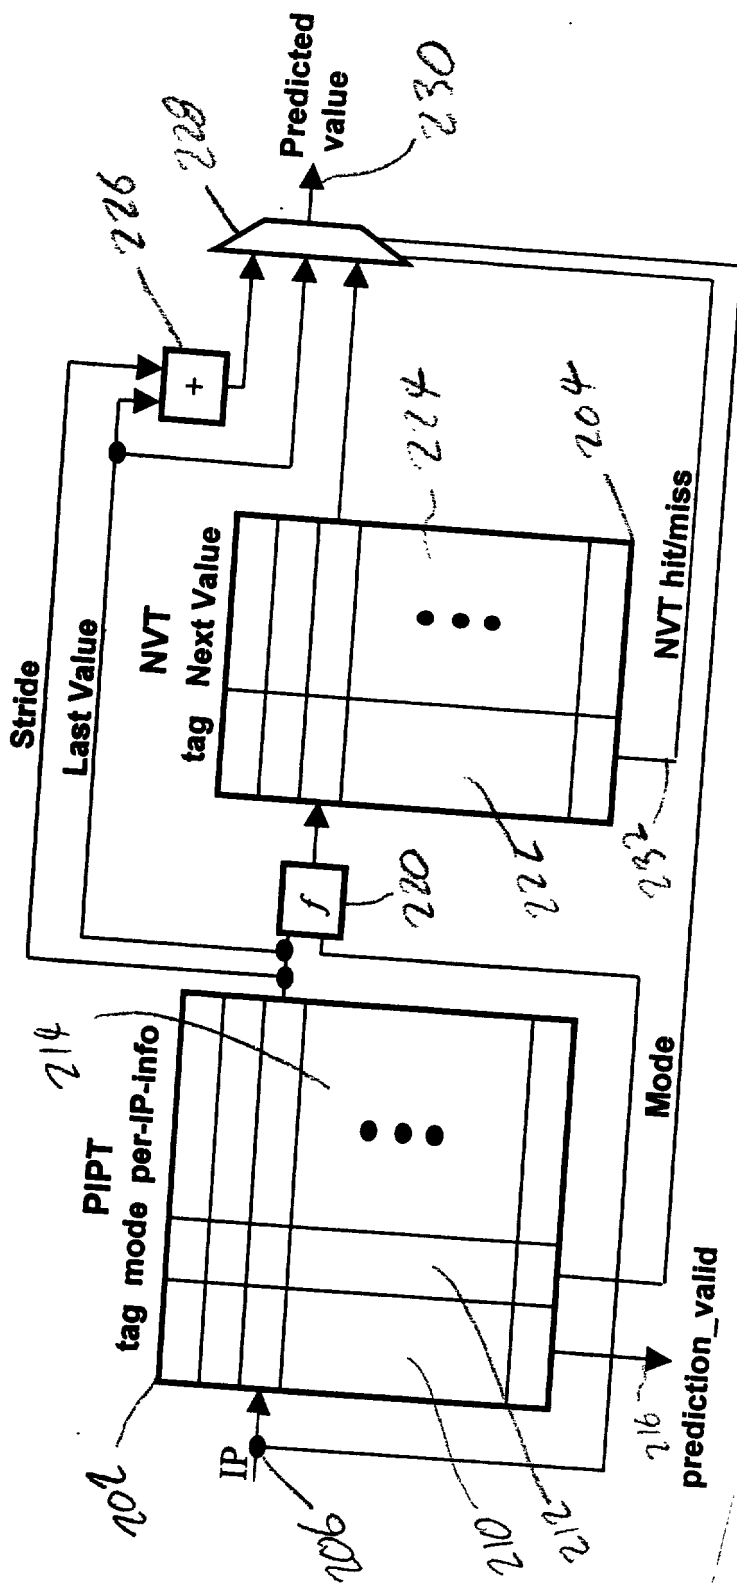 Stride
Last Value
PIPT
tag mode per-IP-info
NVT
tag Next Value
Predicted
value
IP
f
+
NVT hit/miss
Mode
prediction_valid
202
204
206
210
212
214
216
220
222
224
226
228
230
232